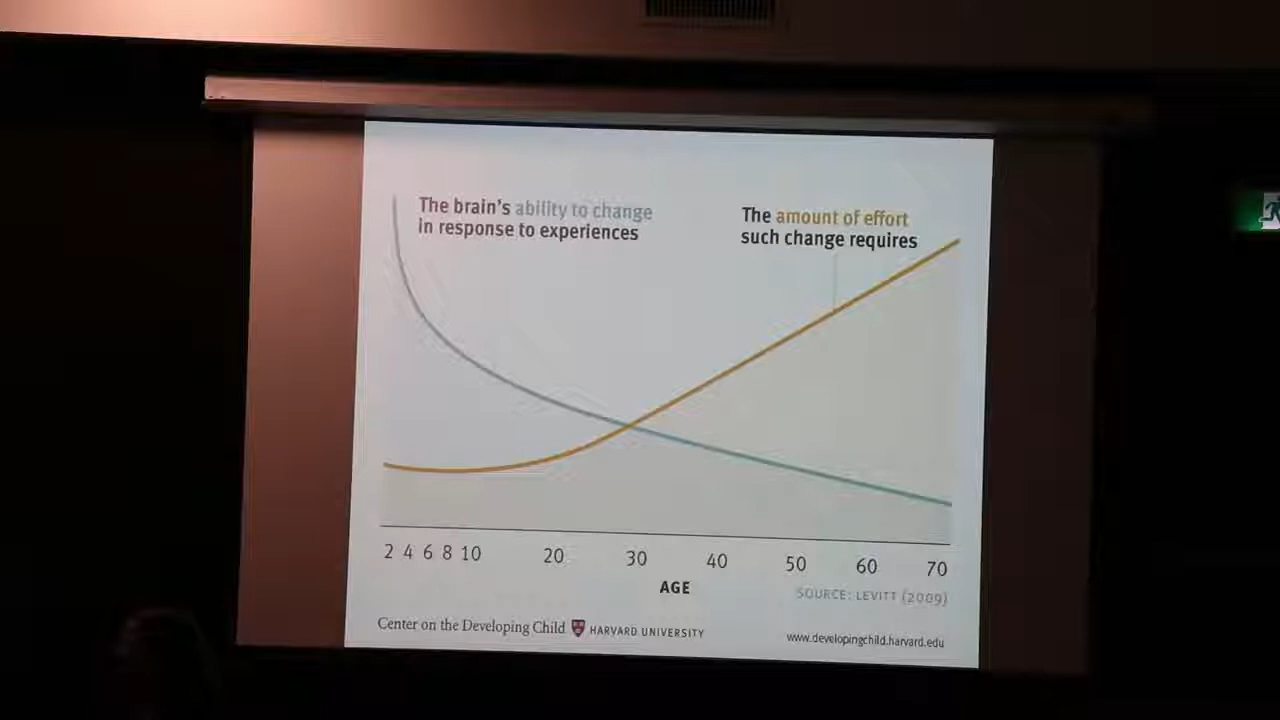 The brain's ability to change
in response to experiences
The amount of effort
such change requires
2 4 6 8 10 20 30 40 50 60 70
AGE
SOURCE: LEVITT (2009)
Center on the Developing Child HARVARD UNIVERSITY
www.developingchild.harvard.edu